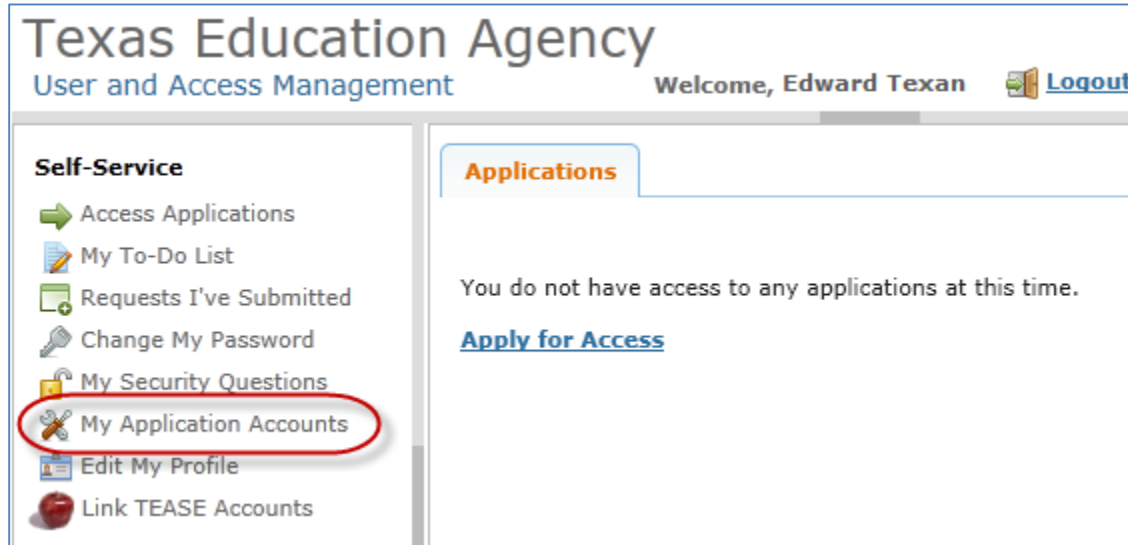 Texas Education Agency
User and Access Management
Welcome, Edward Texan
Logout
Self-Service
Access Applications
My To-Do List
Requests I've Submitted
Change My Password
My Security Questions
My Application Accounts
Edit My Profile
Link TEASE Accounts
Applications
You do not have access to any applications at this time.
Apply for Access